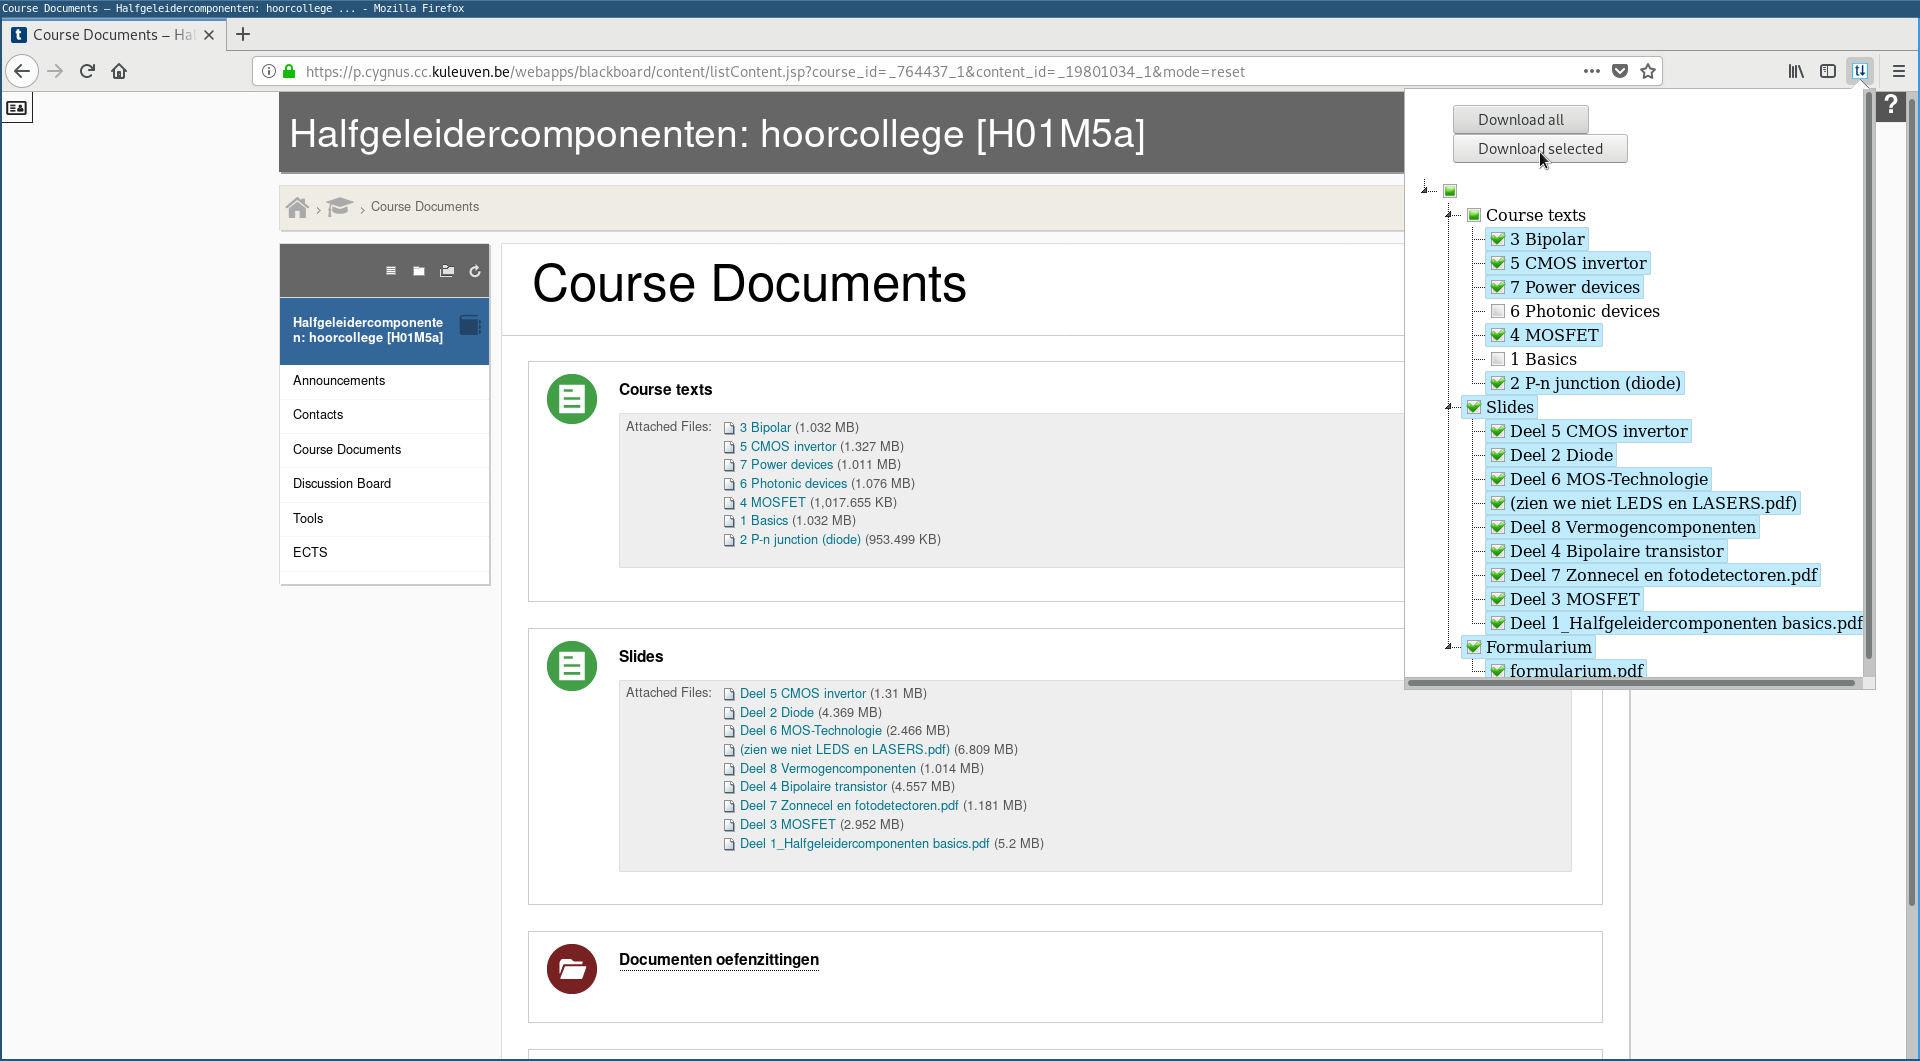 Course Documents – Halfgeleidercomponenten: hoorcollege ... - Mozilla Firefox
Course Documents – Hal
https://p.cygnus.cc.kuleuven.be/webapps/blackboard/content/listContent.jsp?course_id=_764437_1&content_id=_19801034_1&mode=reset
Halfgeleidercomponenten: hoorcollege [H01M5a]
?
Course Documents
Halfgeleidercomponente
n: hoorcollege [H01M5a]
Announcements
Contacts
Course Documents
Discussion Board
Tools
ECTS
Course Documents
Course texts
Attached Files:
3 Bipolar (1.032 MB)
5 CMOS invertor (1.327 MB)
7 Power devices (1.011 MB)
6 Photonic devices (1.076 MB)
4 MOSFET (1,017.655 KB)
1 Basics (1.032 MB)
2 P-n junction (diode) (953.499 KB)
Slides
Attached Files:
Deel 5 CMOS invertor (1.31 MB)
Deel 2 Diode (4.369 MB)
Deel 6 MOS-Technologie (2.466 MB)
(zien we niet LEDS en LASERS.pdf) (6.809 MB)
Deel 8 Vermogencomponenten (1.014 MB)
Deel 4 Bipolaire transistor (4.557 MB)
Deel 7 Zonnecel en fotodetectoren.pdf (1.181 MB)
Deel 3 MOSFET (2.952 MB)
Deel 1_Halfgeleidercomponenten basics.pdf (5.2 MB)
Documenten oefenzittingen
Download all
Download selected
Course texts
3 Bipolar
5 CMOS invertor
7 Power devices
6 Photonic devices
4 MOSFET
1 Basics
2 P-n junction (diode)
Slides
Deel 5 CMOS invertor
Deel 2 Diode
Deel 6 MOS-Technologie
(zien we niet LEDS en LASERS.pdf)
Deel 8 Vermogencomponenten
Deel 4 Bipolaire transistor
Deel 7 Zonnecel en fotodetectoren.pdf
Deel 3 MOSFET
Deel 1_Halfgeleidercomponenten basics.pdf
Formularium
formularium.pdf